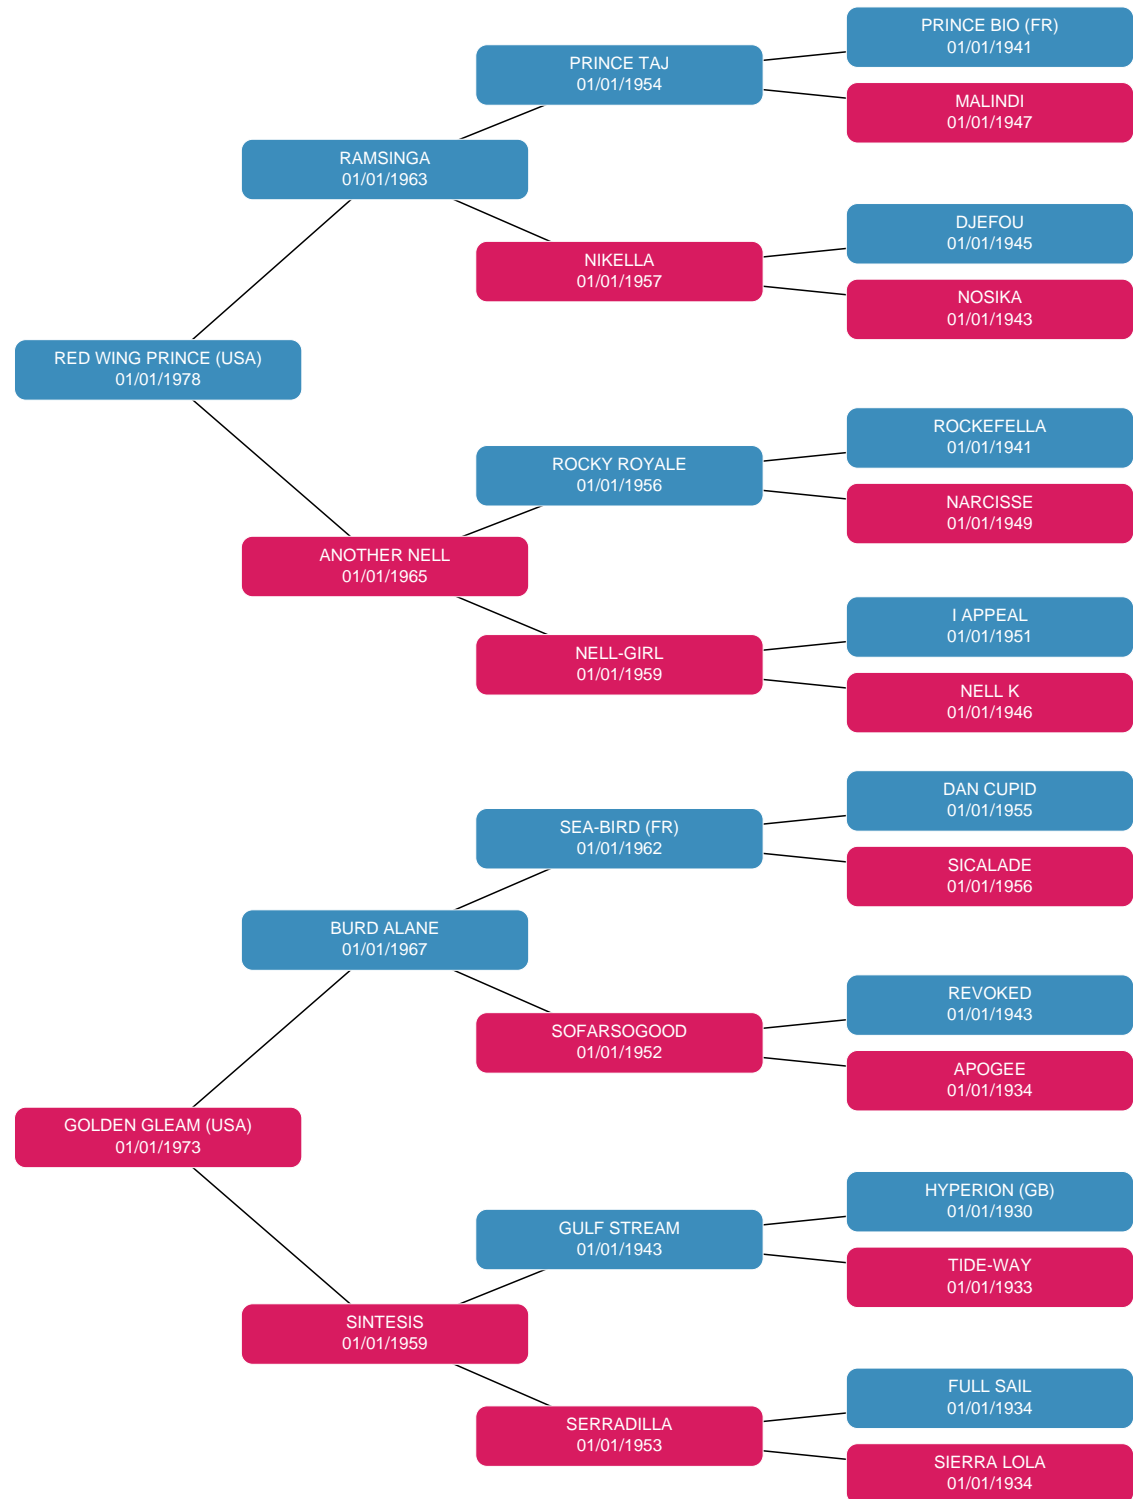 PRINCE BIO (FR)
01/01/1941
PRINCE TAJ
01/01/1954
MALINDI
01/01/1947
RAMSINGA
01/01/1963
DJEFOU
01/01/1945
NIKELLA
01/01/1957
NOSIKA
01/01/1943
RED WING PRINCE (USA)
01/01/1978
ROCKEFELLA
01/01/1941
ROCKY ROYALE
01/01/1956
NARCISSE
01/01/1949
ANOTHER NELL
01/01/1965
I APPEAL
01/01/1951
NELL-GIRL
01/01/1959
NELL K
01/01/1946
DAN CUPID
01/01/1955
SEA-BIRD (FR)
01/01/1962
SICALADE
01/01/1956
BURD ALANE
01/01/1967
REVOKED
01/01/1943
SOFARSOGOOD
01/01/1952
APOGEE
01/01/1934
GOLDEN GLEAM (USA)
01/01/1973
HYPERION (GB)
01/01/1930
GULF STREAM
01/01/1943
TIDE-WAY
01/01/1933
SINTESIS
01/01/1959
FULL SAIL
01/01/1934
SERRADILLA
01/01/1953
SIERRA LOLA
01/01/1934